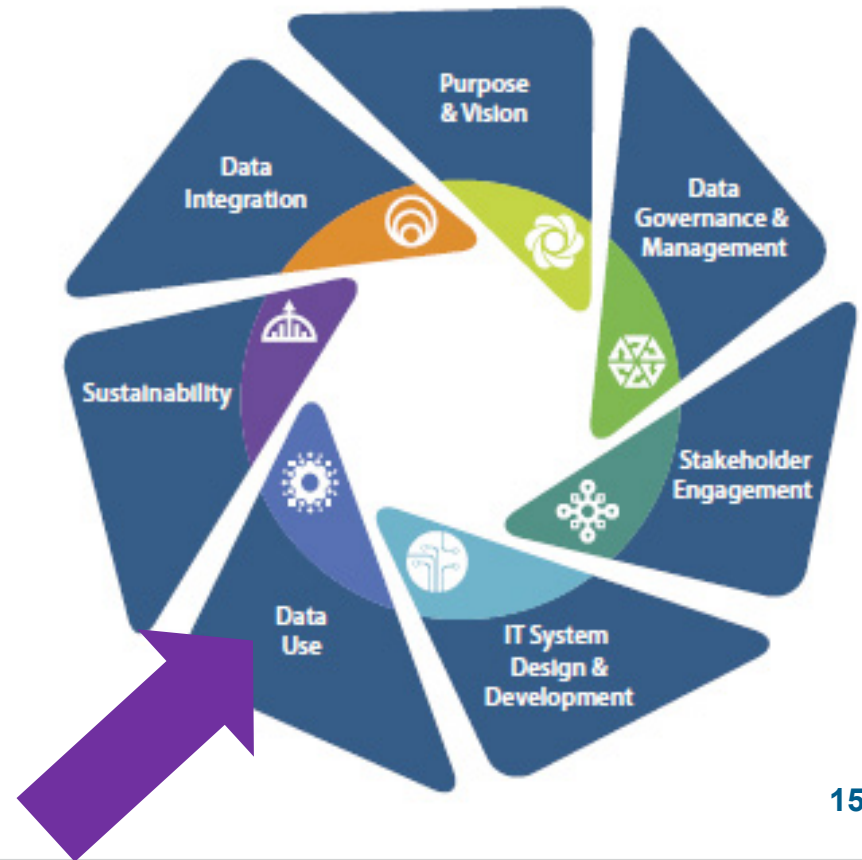 Purpose
& Vision
Data
Governance &
Management
Stakeholder
Engagement
IT System
Design &
Development
Data
Use
Sustainability
Data
Integration
15